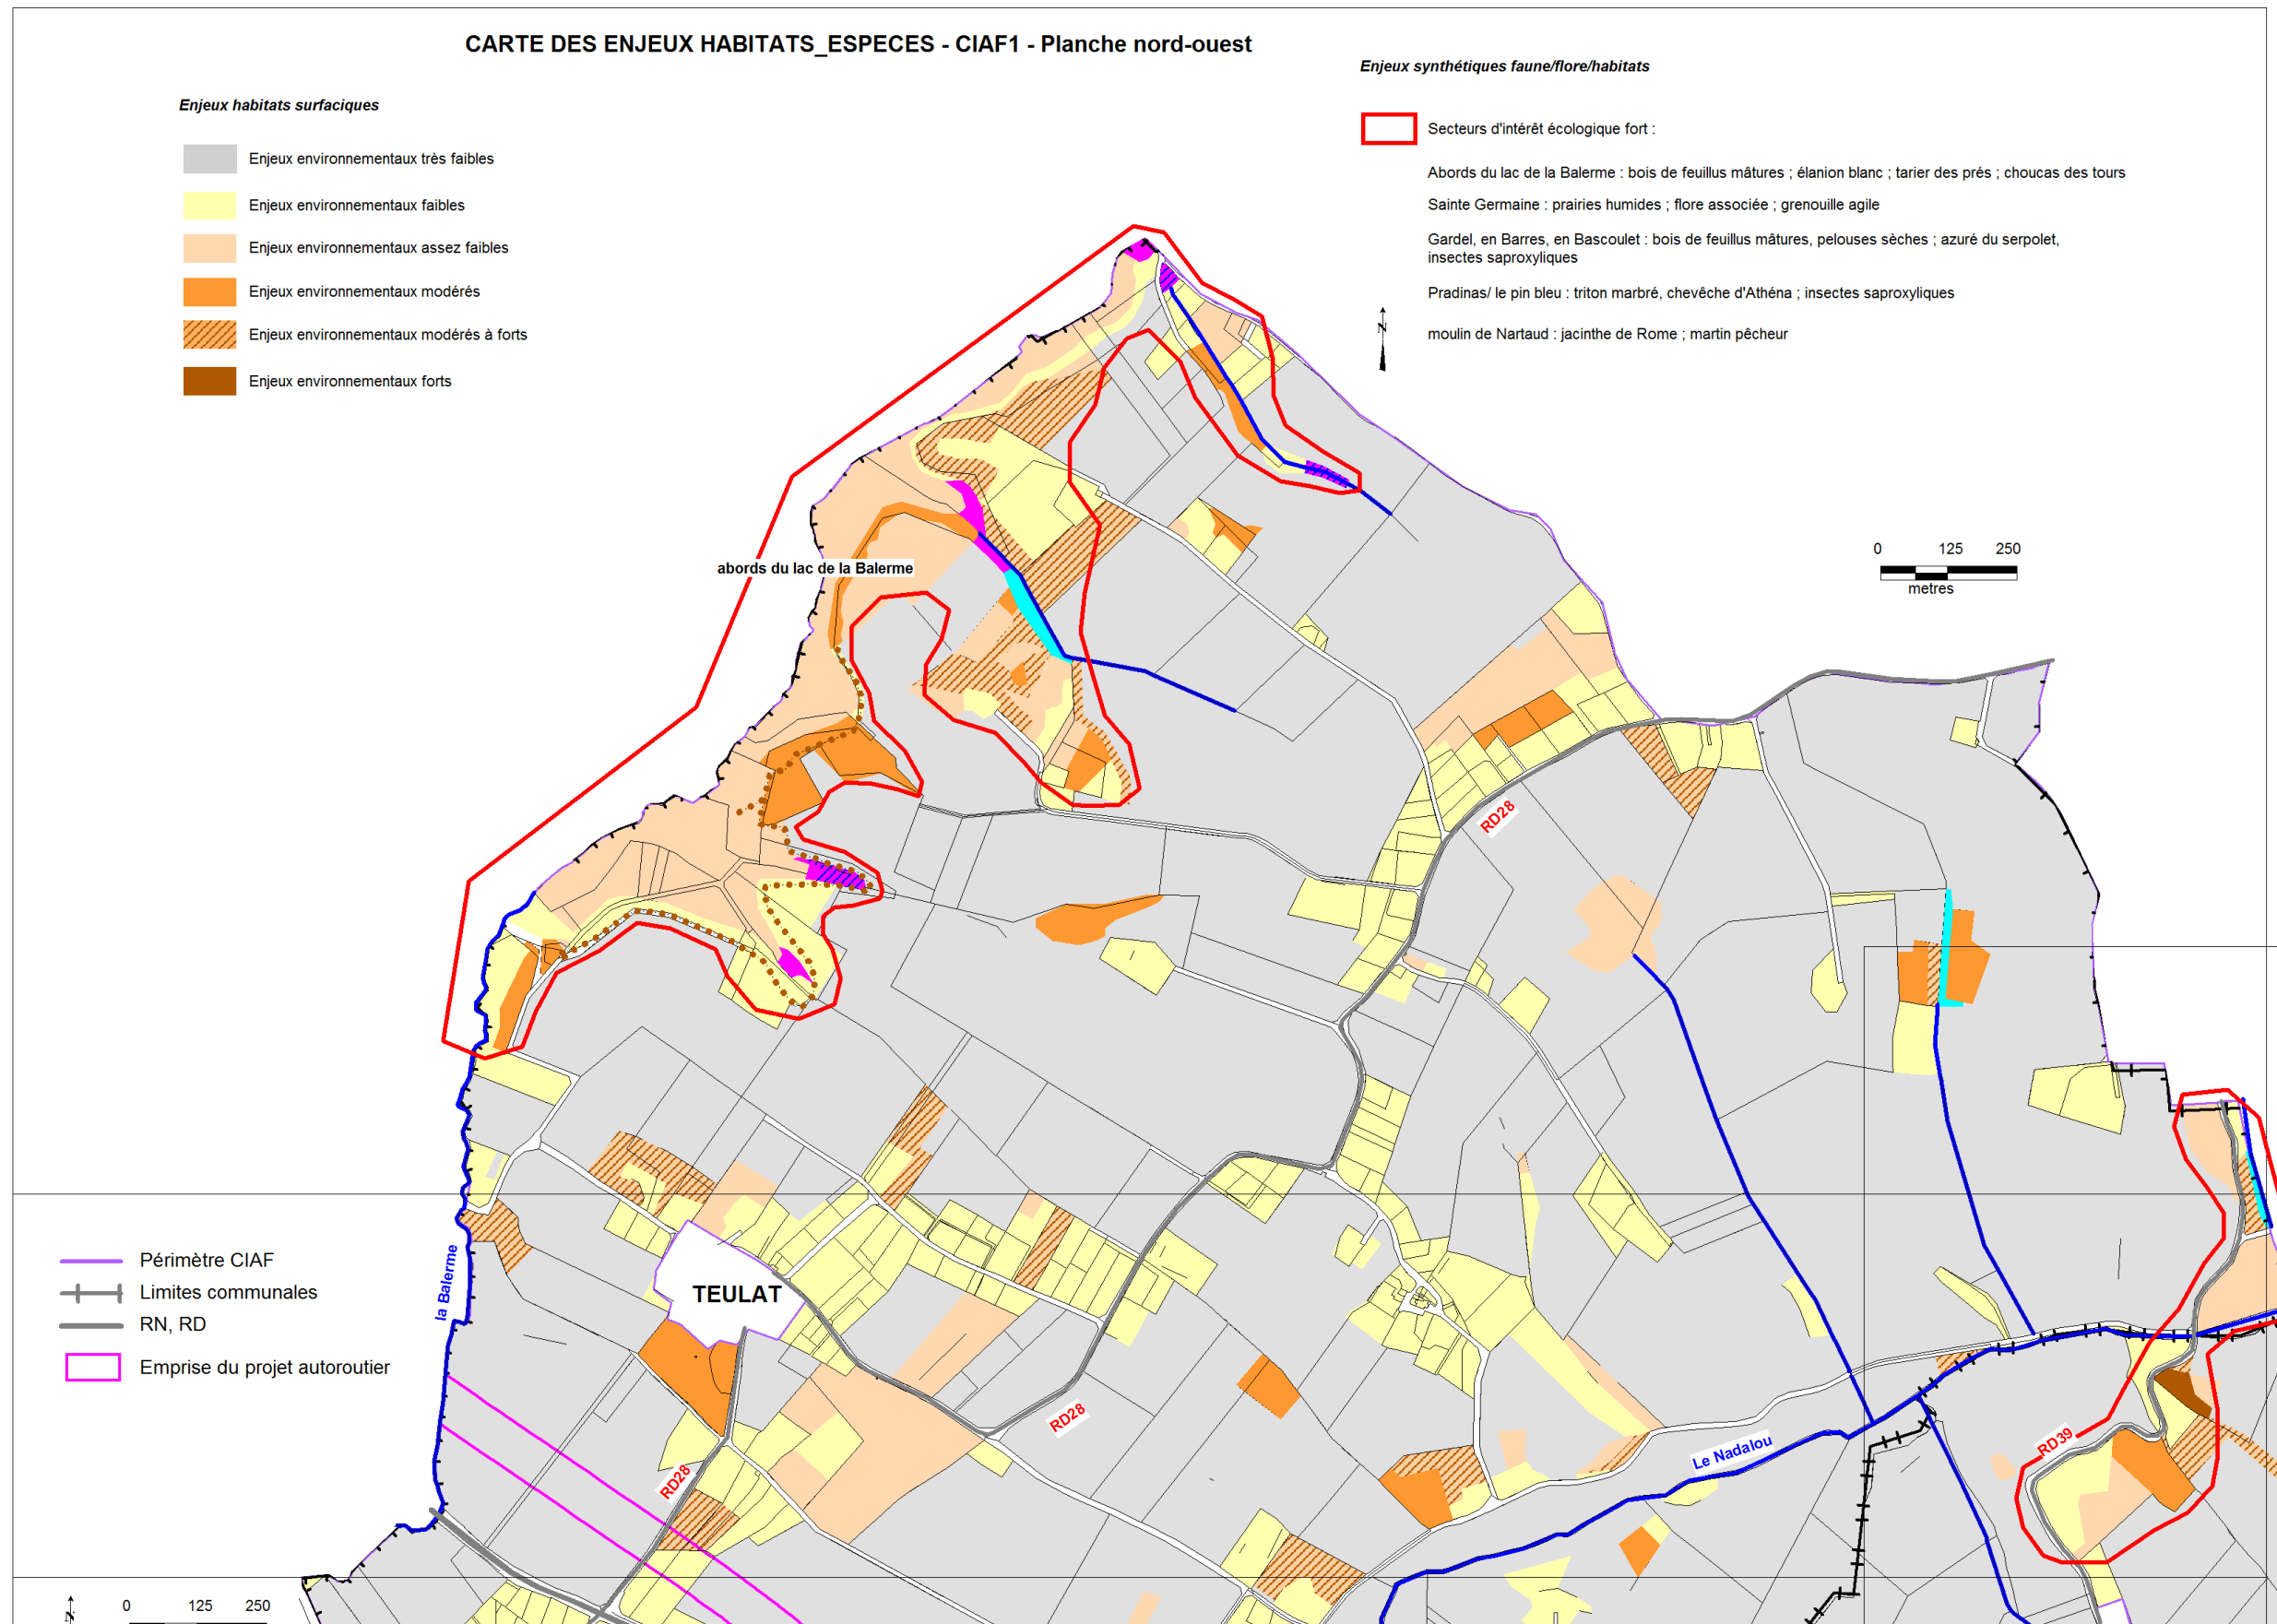 CARTE DES ENJEUX HABITATS_ESPECES - CIAF1 - Planche nord-ouest
Enjeux habitats surfaciques
Enjeux environnementaux très faibles
Enjeux environnementaux faibles
Enjeux environnementaux assez faibles
Enjeux environnementaux modérés
Enjeux environnementaux modérés à forts
Enjeux environnementaux forts
Enjeux synthétiques faune/flore/habitats
Secteurs d'intérêt écologique fort :
Abords du lac de la Balerme : bois de feuillus mâtures ; élanion blanc ; tarier des prés ; choucas des tours
Sainte Germaine : prairies humides ; flore associée ; grenouille agile
Gardel, en Barres, en Bascoulet : bois de feuillus mâtures, pelouses sèches ; azuré du serpolet,
insectes saproxyliques
Pradinas/ le pin bleu : triton marbré, chevêche d'Athéna ; insectes saproxyliques
moulin de Nartaud : jacinthe de Rome ; martin pêcheur
N
0 125 250
metres
abords du lac de la Balerme
RD28
la Balerme
TEULAT
RD28
RD28
Le Nadalou
RD39
Périmètre CIAF
Limites communales
RN, RD
Emprise du projet autoroutier
N
0 125 250